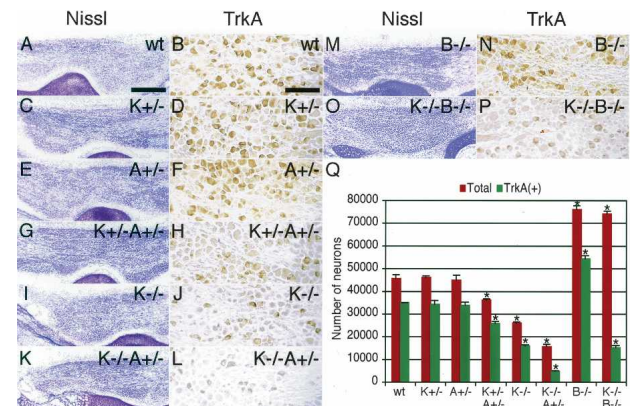 Nissl TrkA Nissl TrkA
A wt B wt M B-/- N B-/-
C K+/- D K+/- O K-/-B-/- P K-/-B-/-
E A+/- F A+/- Q
G K+/-A+/- H K+/-A+/-
I K-/- J K-/-
K K-/-A+/- L K-/-A+/-
Total TrkA(+)
Number of neurons
80000
70000
60000
50000
40000
30000
20000
10000
0
* * * * * * * * * *
wt K+/- A+/- K+/- K-/- K-/- B-/- K-/-
A+/- A+/- B-/-